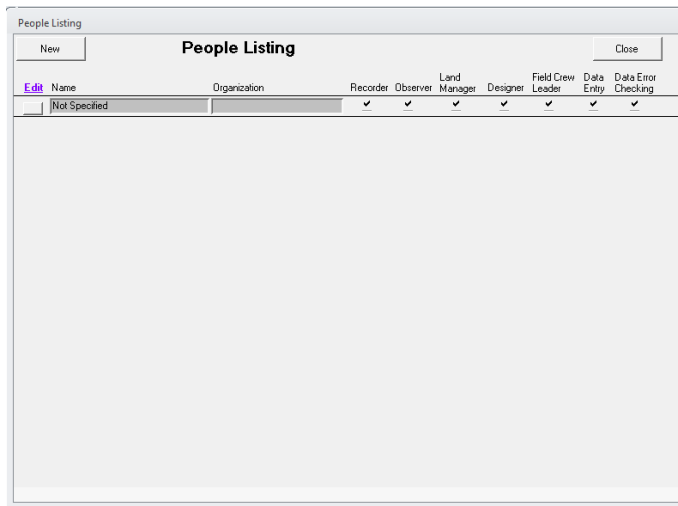 People Listing
New People Listing Close
Edit Name Organization Recorder Observer Land Manager Designer Field Crew Leader Data Entry Data Error Checking
Not Specified